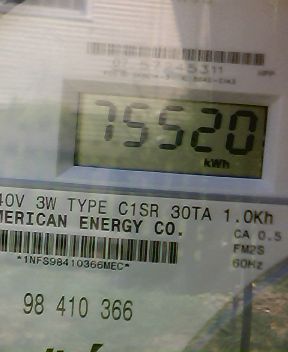 75520
kWh
40V 3W TYPE C1SR 30TA 1.0Kh
MERICAN ENERGY CO.
CA 0.5
FM2S
60Hz
*1NFS98410366MEC*
98 410 366